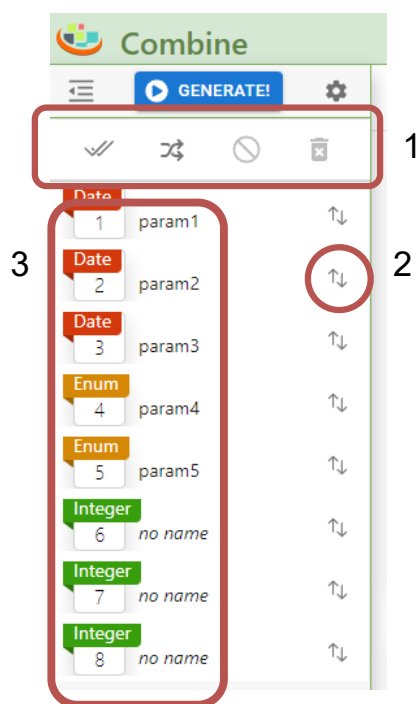 Combine
GENERATE!
1
Date
1 param1
3
2
Date
2 param2
Date
3 param3
Enum
4 param4
Enum
5 param5
Integer
6 no name
Integer
7 no name
Integer
8 no name